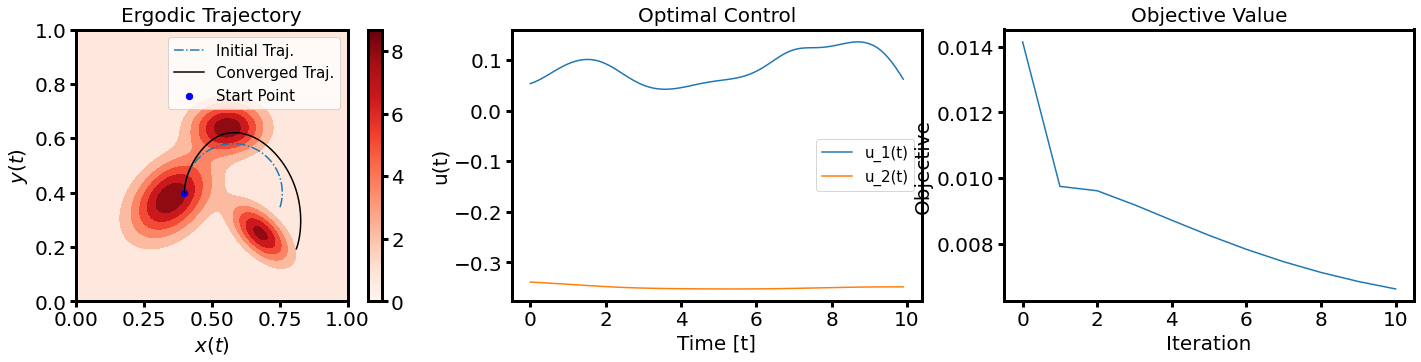 Ergodic Trajectory
Initial Traj.
Converged Traj.
Start Point
1.0
0.8
0.6
0.4
0.2
0.0
y(t)
0.00 0.25 0.50 0.75 1.00
x(t)
8
6
4
2
0
Optimal Control
0.1
0.0
−0.1
−0.2
−0.3
u(t)
u_1(t)
u_2(t)
0 2 4 6 8 10
Time [t]
Objective Value
0.014
0.012
0.010
0.008
Objective
0 2 4 6 8 10
Iteration